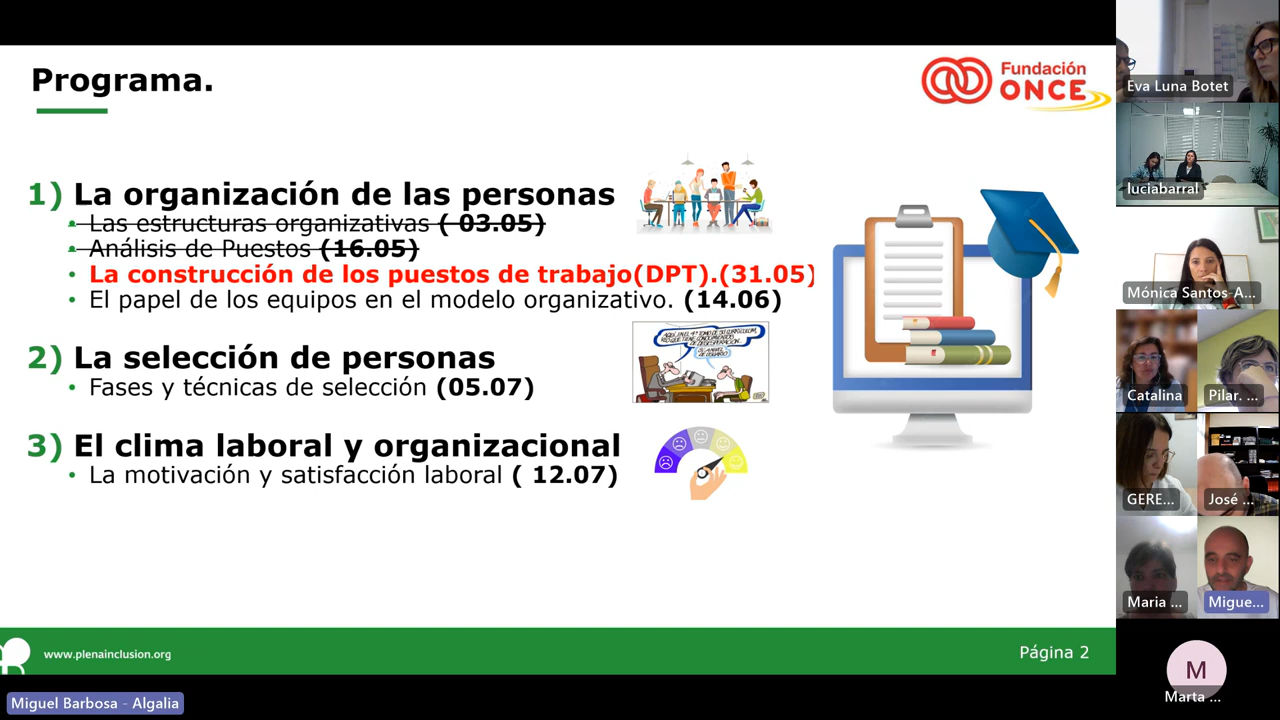 Programa.
Fundación
ONCE
1) La organización de las personas
• Las estructuras organizativas ( 03.05)
• Análisis de Puestos (16.05)
• La construcción de los puestos de trabajo(DPT).(31.05)
• El papel de los equipos en el modelo organizativo. (14.06)
2) La selección de personas
• Fases y técnicas de selección (05.07)
3) El clima laboral y organizacional
• La motivación y satisfacción laboral ( 12.07)
www.plenainclusion.org
Página 2
Miguel Barbosa - Algalia
Eva Luna Botet
luciabarral
Mónica Santos-A...
Catalina
Pilar. ...
GERE...
José ...
Maria ...
Migue...
M
Marta ...